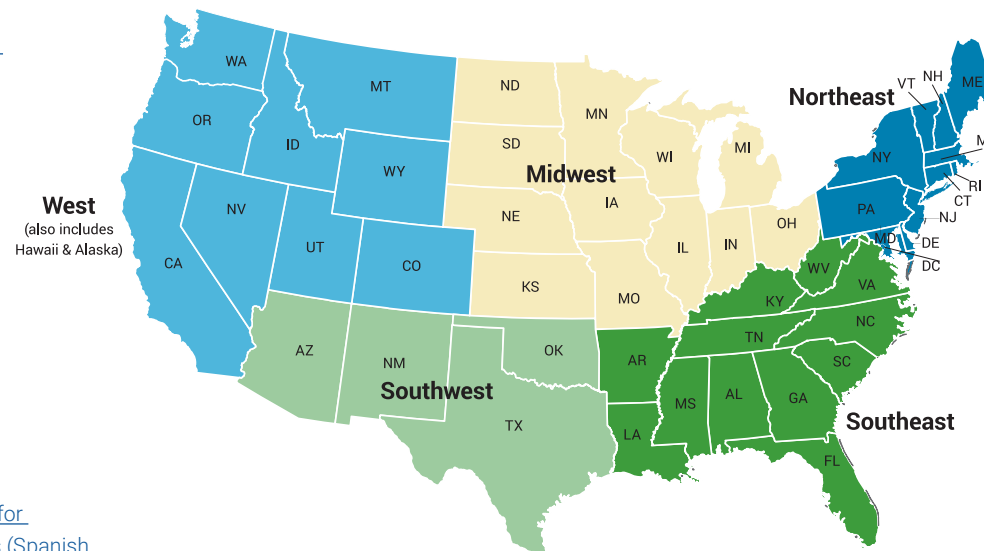 WA
MT
ND
MN
VT
NH
ME
Northeast
OR
ID
SD
WI
MI
NY
M
Midwest
WY
RI
CT
West
(also includes
Hawaii & Alaska)
NV
NE
IA
PA
NJ
OH
MD
DE
DC
UT
CO
IL
IN
CA
WV
KS
MO
KY
VA
TN
NC
AZ
NM
OK
AR
SC
Southwest
MS
AL
GA
TX
LA
Southeast
FL
for
(Spanish